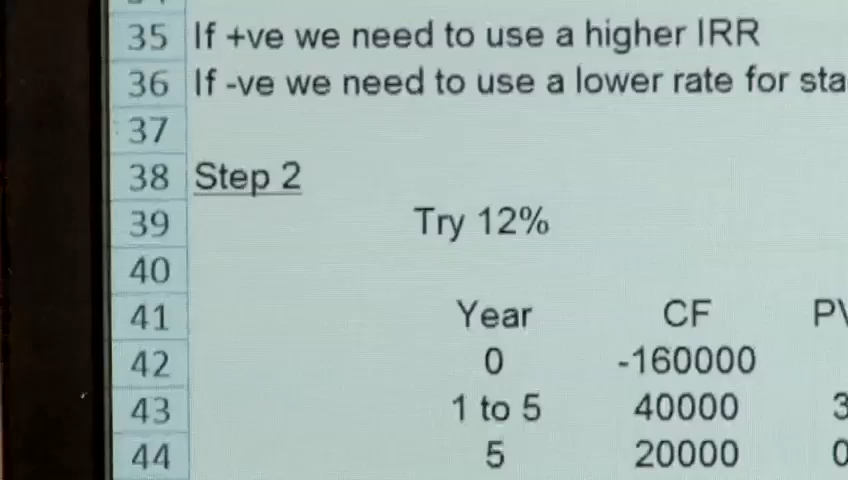 35 If +ve we need to use a higher IRR
36 If -ve we need to use a lower rate for
37
38 Step 2
39 Try 12%
40
41 Year CF
42 0 -160000
43 1 to 5 40000
44 5 20000